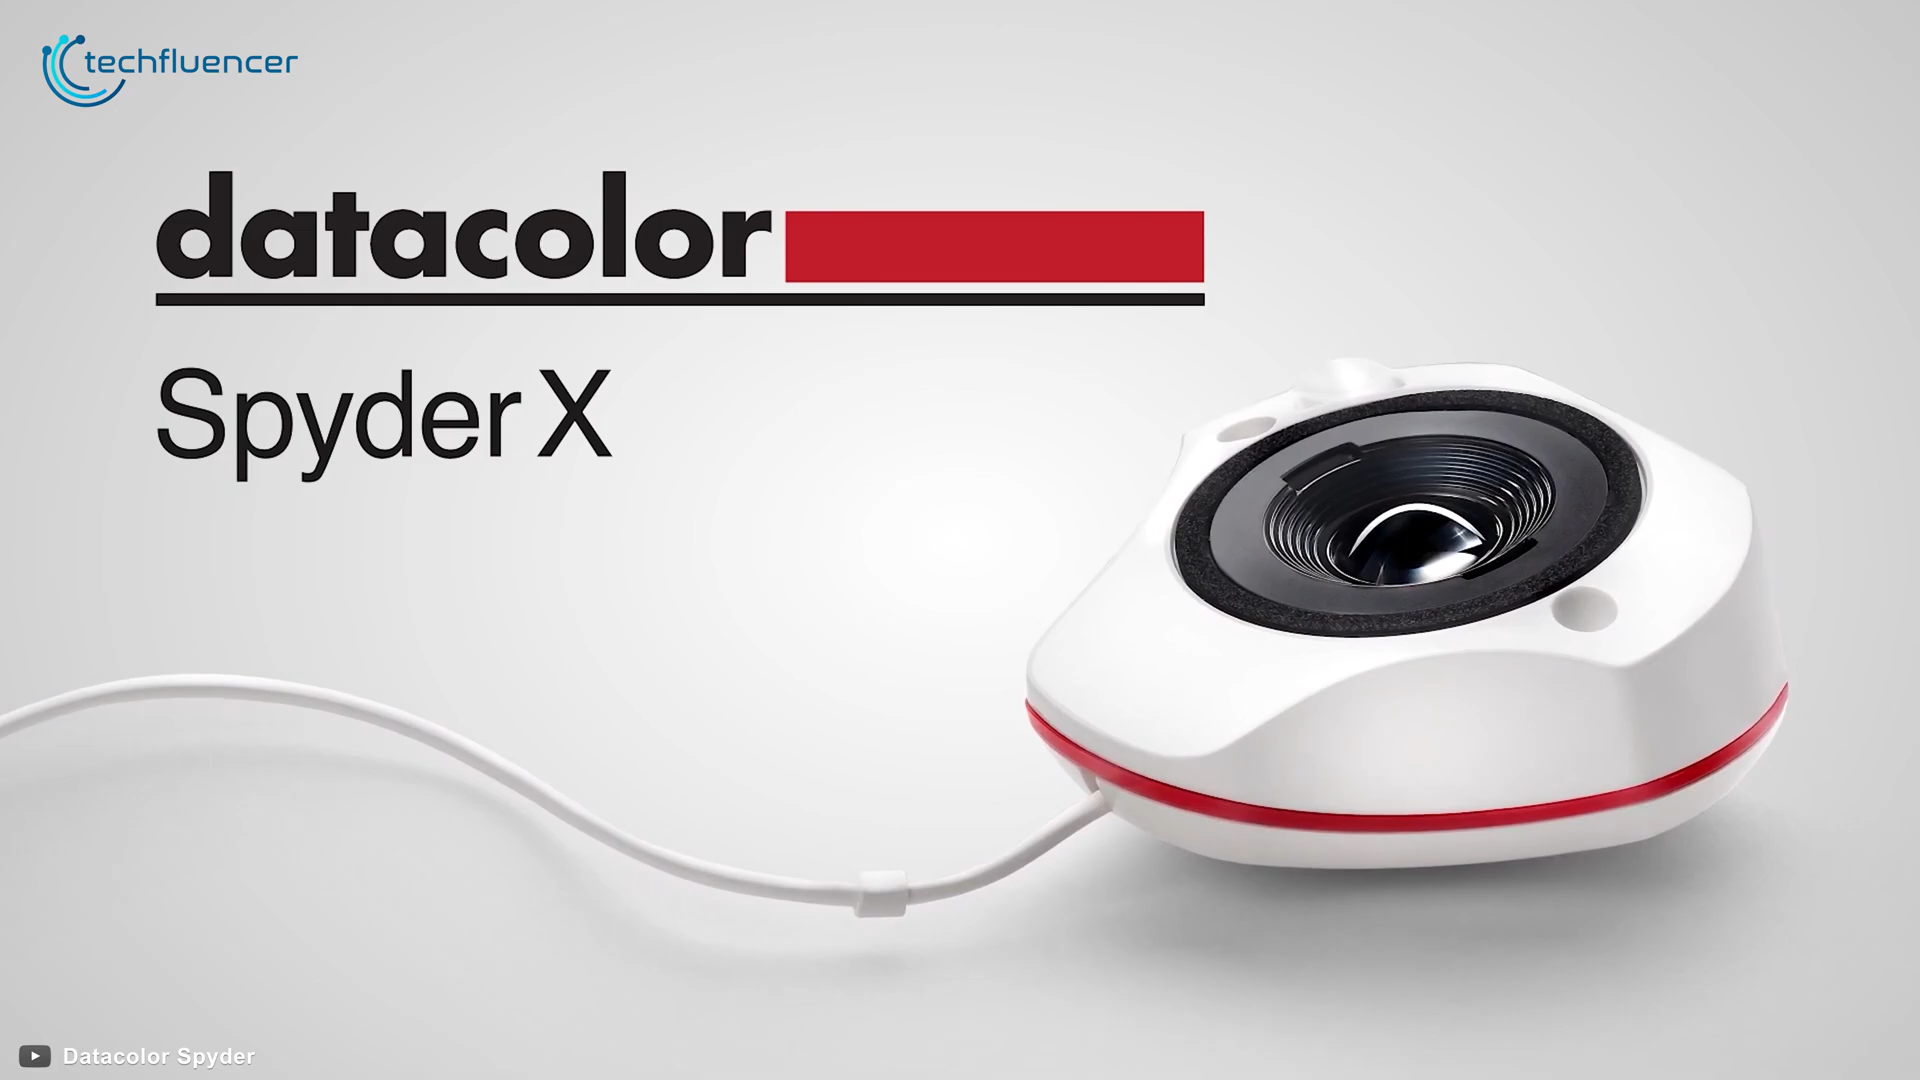 techfluencer
datacolor
Spyder X
Datacolor Spyder